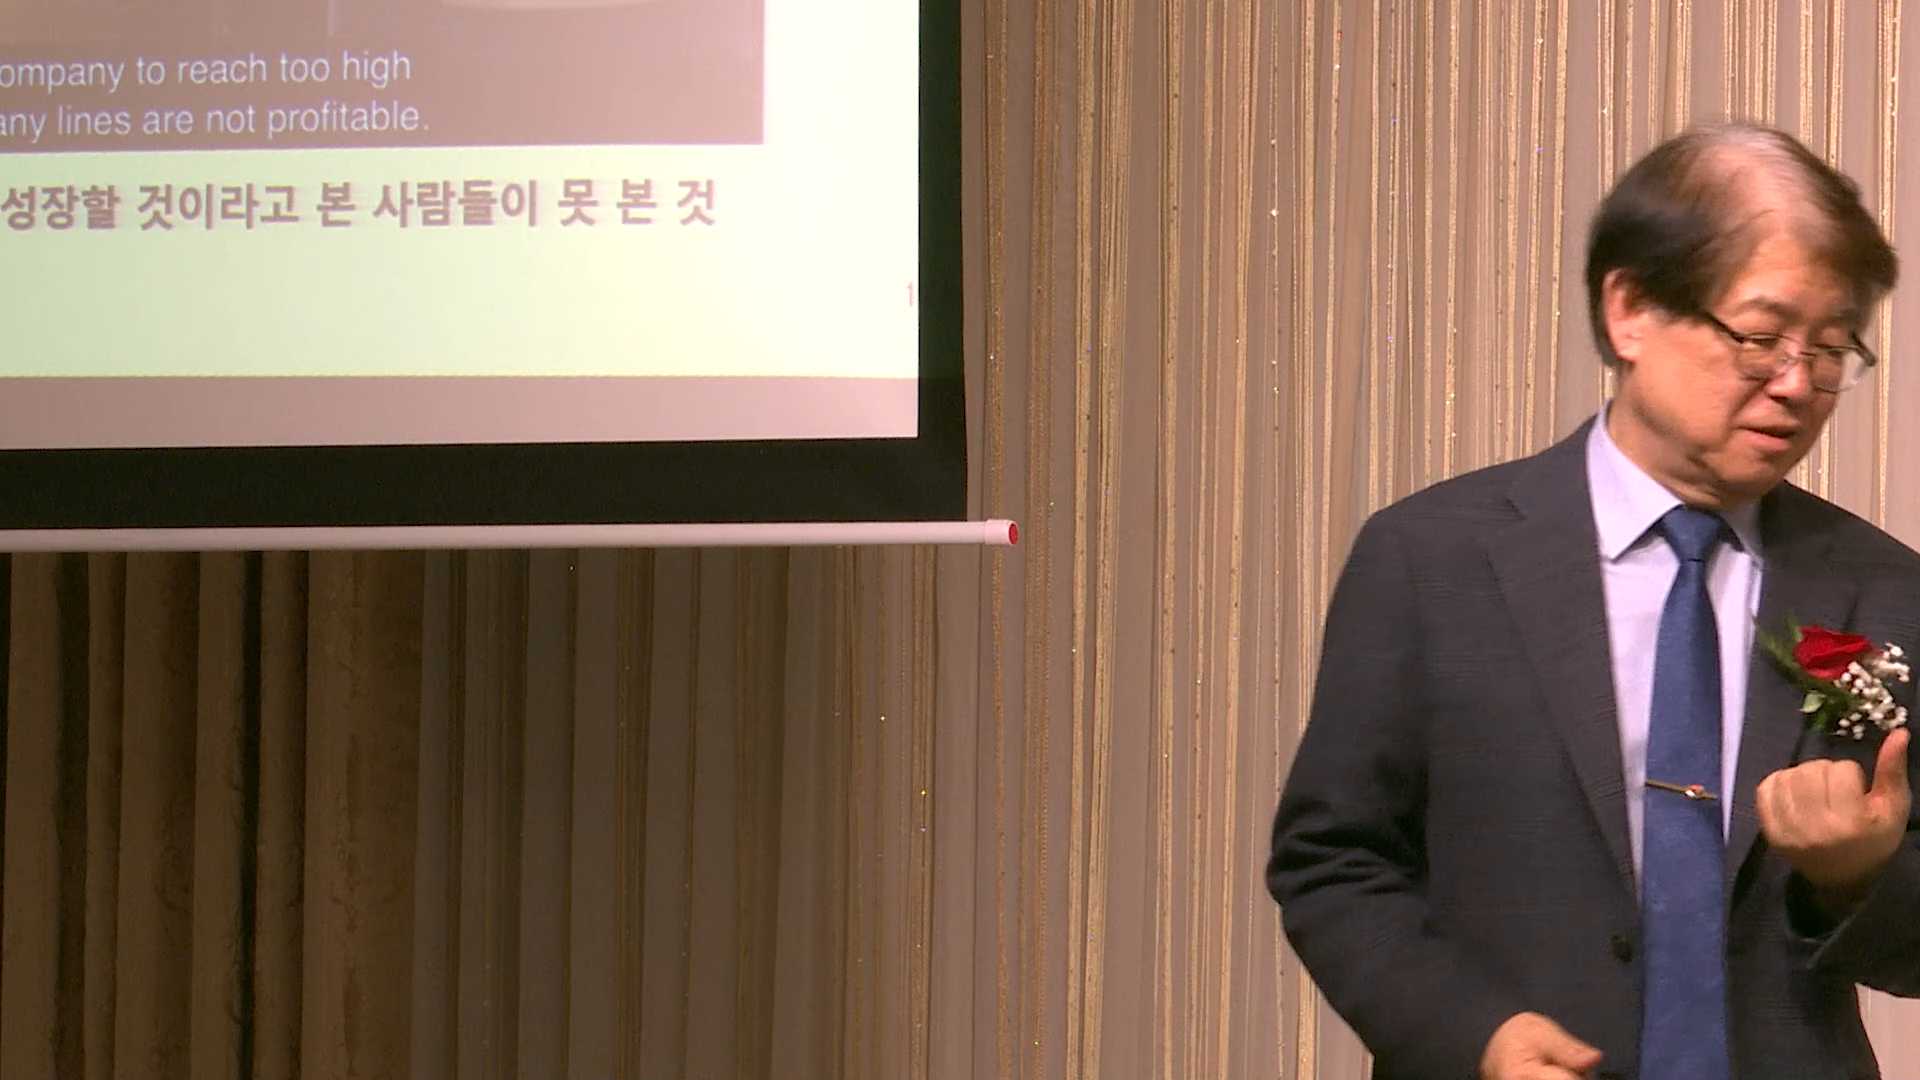 ompany to reach too high
any lines are not profitable.
성장할 것이라고 본 사람들이 못 본 것
1